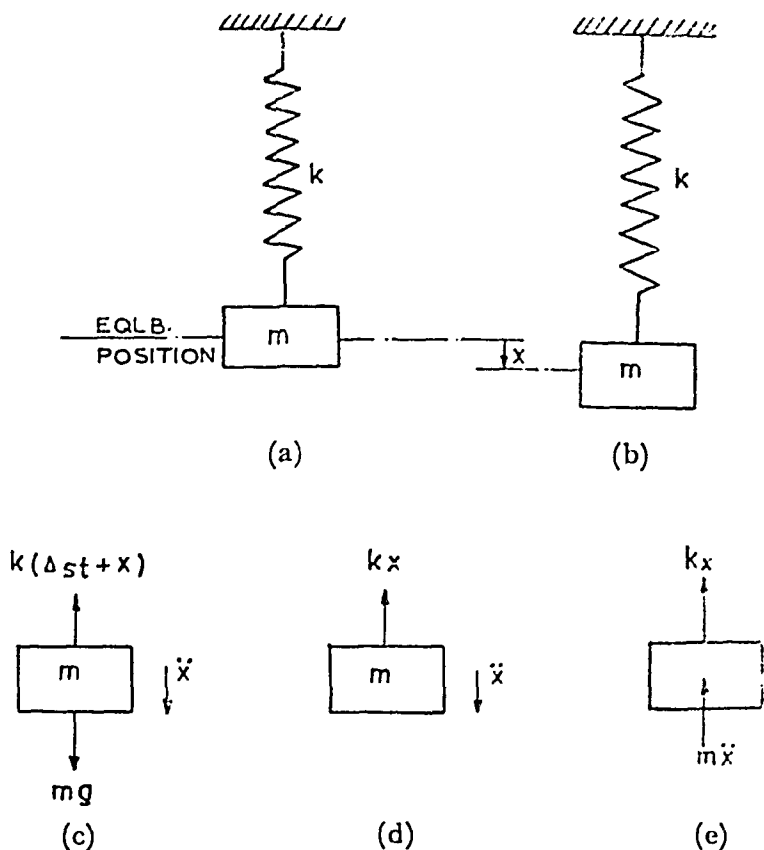 k
k
EQLB.
POSITION
m
x
m
(a)
(b)
k(Δst+x)
m
ẍ
mg
kx
m
ẍ
kx
mẍ
(c)
(d)
(e)